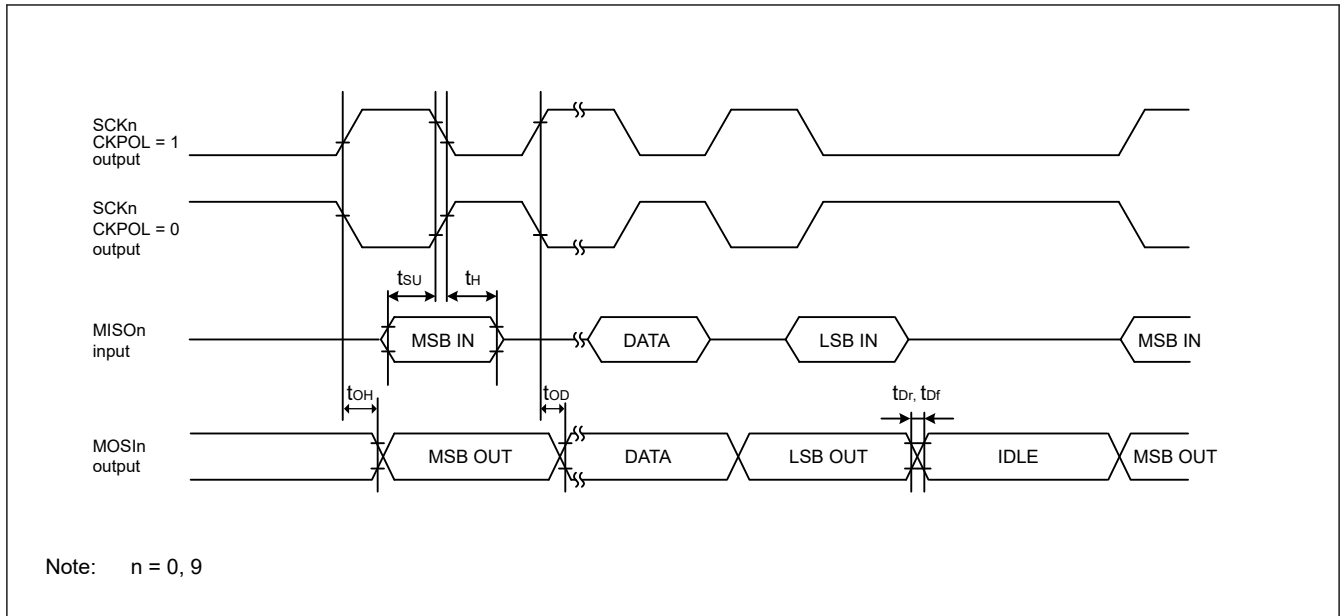 SCKn
CKPOL = 1
output
SCKn
CKPOL = 0
output
tSU
tH
MISOn
input
MSB IN
DATA
LSB IN
MSB IN
tOH
tOD
tDr, tDf
MOSIn
output
MSB OUT
DATA
LSB OUT
IDLE
MSB OUT
Note: n = 0, 9